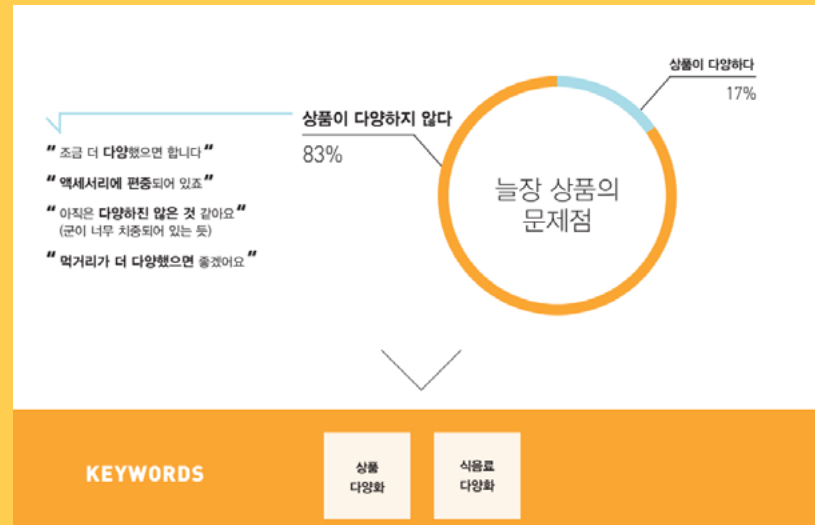 상품이 다양하다
17%
상품이 다양하지 않다
83%
" 조금 더 다양했으면 합니다 "
" 액세서리에 편중되어 있죠 "
" 아직은 다양하진 않은 것 같아요 "
(군이 너무 치중되어 있는 듯)
" 먹거리가 더 다양했으면 좋겠어요 "
늘장 상품의
문제점
KEYWORDS
상품
다양화
식음료
다양화